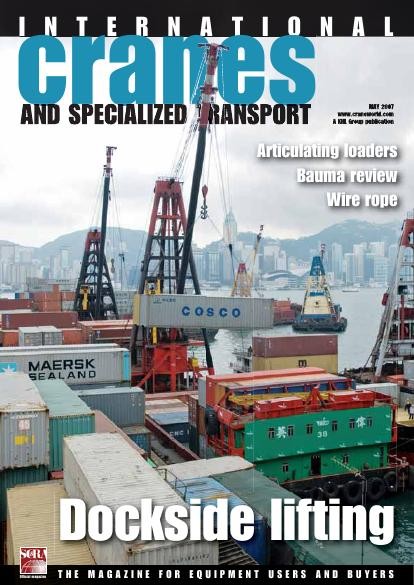 INTERNATIONAL
cranes
AND SPECIALIZED TRANSPORT
MAY 2007
www.cranesworld.com
A KHL Group publication
Articulating loaders
Bauma review
Wire rope
COSCO
MAERSK
SEALAND
38
Dockside lifting
SC&RA
THE MAGAZINE FOR EQUIPMENT USERS AND BUYERS